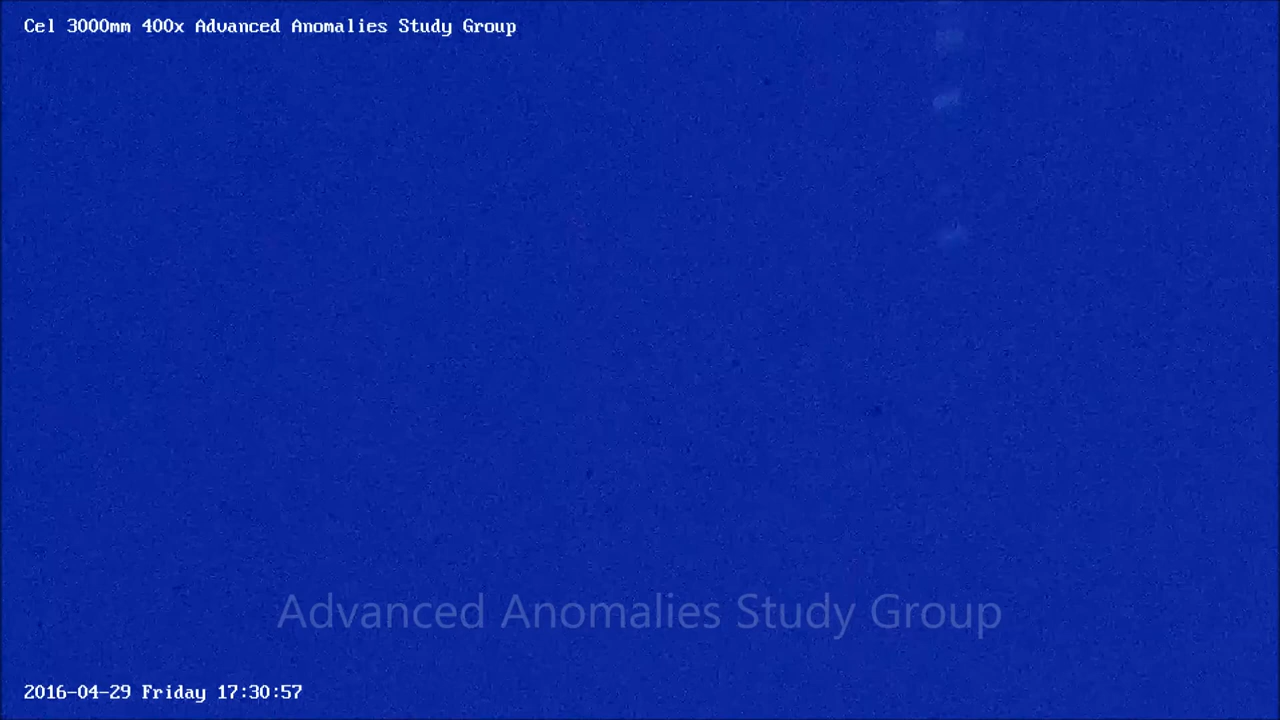 Cel 3000mm 400x Advanced Anomalies Study Group
Advanced Anomalies Study Group
2016-04-29 Friday 17:30:57